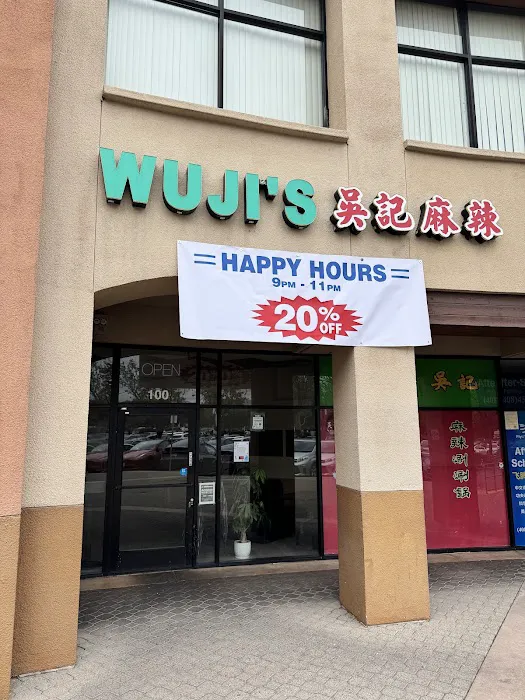 WUJI'S 吳記麻辣
= HAPPY HOURS =
9PM - 11PM
20% OFF
OPEN
100
吳記
麻辣涮涮鍋